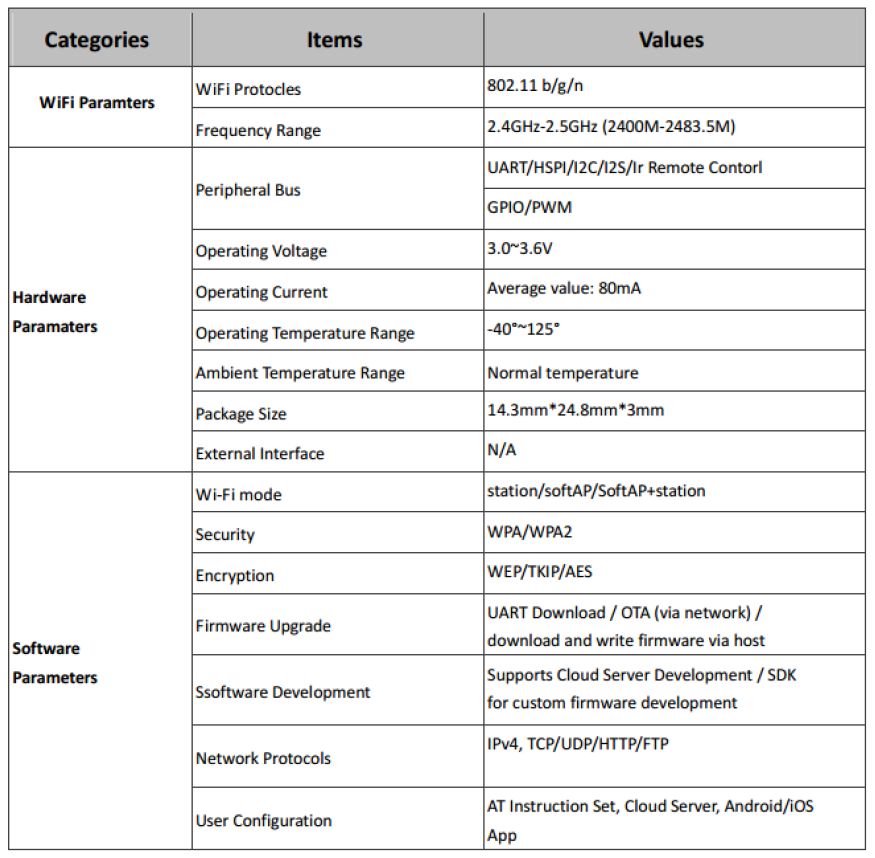 Categories Items Values
WiFi Paramters
WiFi Protocles 802.11 b/g/n
Frequency Range 2.4GHz-2.5GHz (2400M-2483.5M)
Hardware
Paramaters
Peripheral Bus
UART/HSPI/I2C/I2S/Ir Remote Contorl
GPIO/PWM
Operating Voltage 3.0~3.6V
Operating Current Average value: 80mA
Operating Temperature Range -40°~125°
Ambient Temperature Range Normal temperature
Package Size 14.3mm*24.8mm*3mm
External Interface N/A
Software
Parameters
Wi-Fi mode station/softAP/SoftAP+station
Security WPA/WPA2
Encryption WEP/TKIP/AES
Firmware Upgrade
UART Download / OTA (via network) /
download and write firmware via host
Ssoftware Development
Supports Cloud Server Development / SDK
for custom firmware development
Network Protocols IPv4, TCP/UDP/HTTP/FTP
User Configuration
AT Instruction Set, Cloud Server, Android/iOS
App